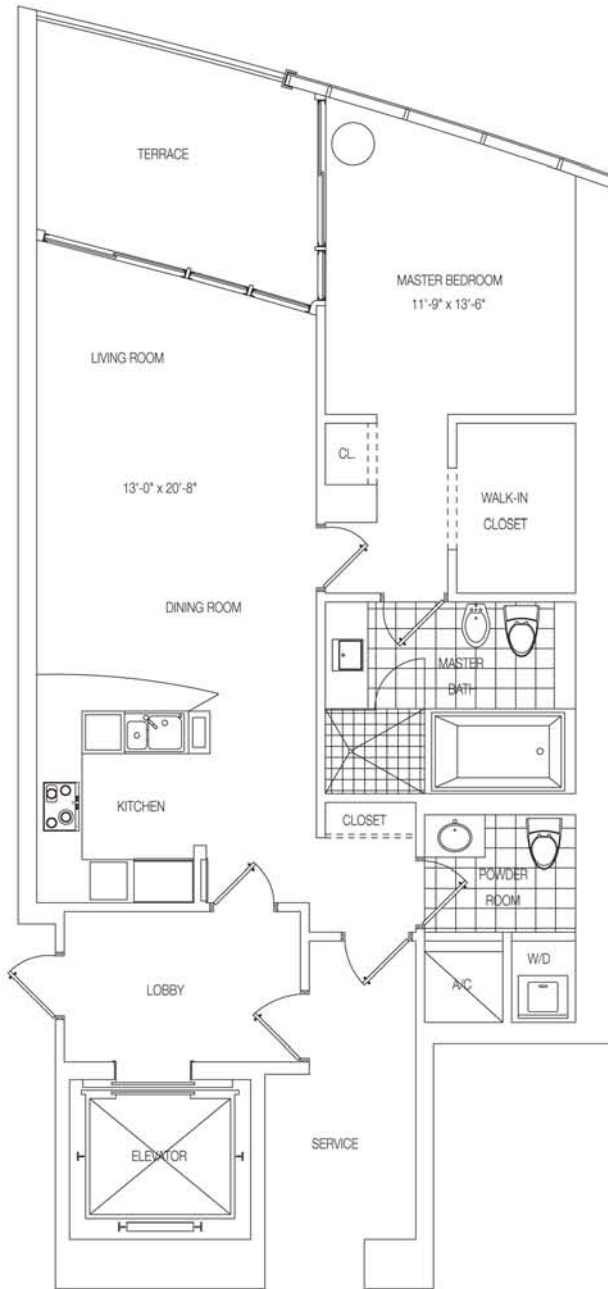 TERRACE
MASTER BEDROOM
11'-9" x 13'-6"
LIVING ROOM
CL.
13'-0" x 20'-8"
WALK-IN
CLOSET
DINING ROOM
MASTER
BATH
KITCHEN
CLOSET
POWDER
ROOM
W/D
A/C
LOBBY
SERVICE
ELEVATOR